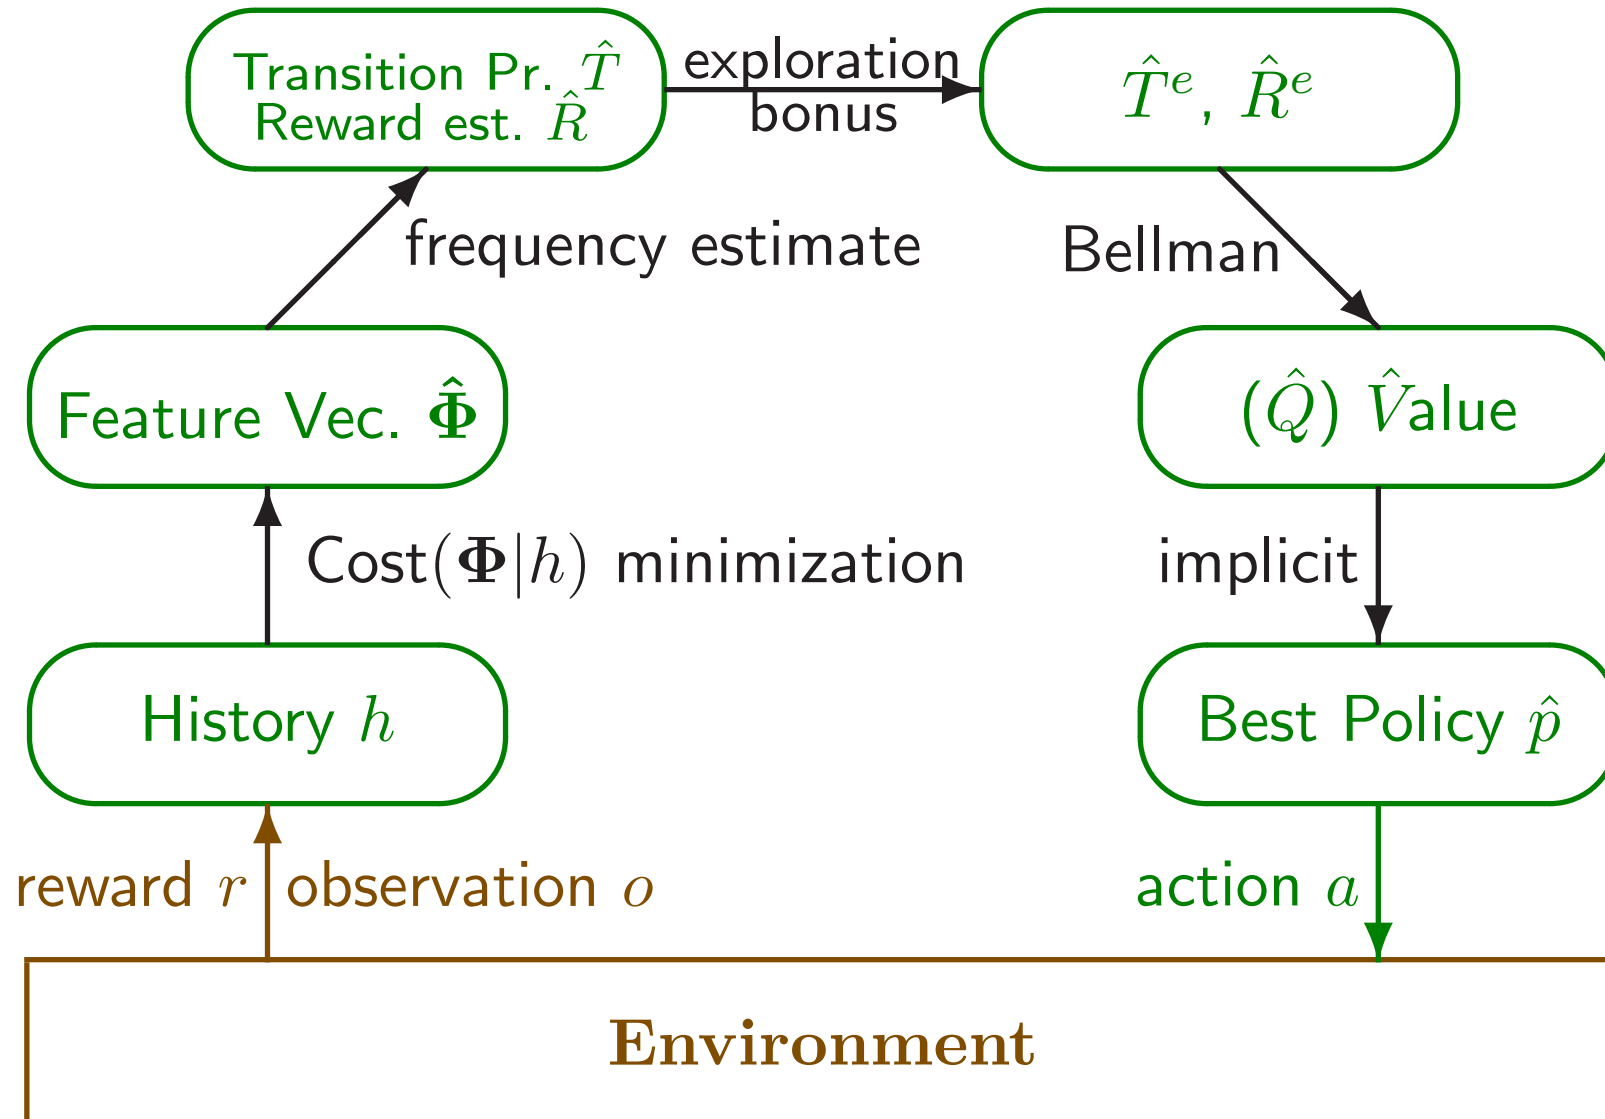 Transition Pr. T̂
Reward est. R̂
exploration
bonus
T̂ᵉ, R̂ᵉ
frequency estimate
Bellman
Feature Vec. Φ̂
(Q̂) V̂alue
Cost(Φ|h) minimization
implicit
History h
Best Policy p̂
reward r
observation o
action a
Environment